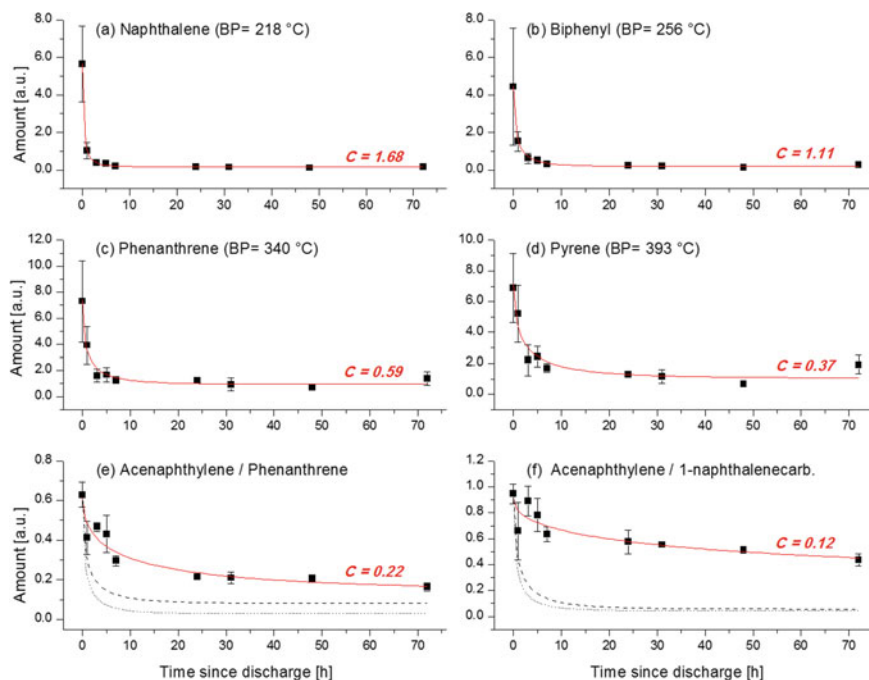 (a) Naphthalene (BP= 218 °C)
8.0
6.0
4.0
2.0
0.0
Amount [a.u.]
C = 1.68
0 10 20 30 40 50 60 70
(b) Biphenyl (BP= 256 °C)
8.0
6.0
4.0
2.0
0.0
C = 1.11
0 10 20 30 40 50 60 70
(c) Phenanthrene (BP= 340 °C)
12.0
10.0
8.0
6.0
4.0
2.0
0.0
Amount [a.u.]
C = 0.59
0 10 20 30 40 50 60 70
(d) Pyrene (BP= 393 °C)
10.0
8.0
6.0
4.0
2.0
0.0
C = 0.37
0 10 20 30 40 50 60 70
(e) Acenaphthylene / Phenanthrene
0.8
0.6
0.4
0.2
0.0
Amount [a.u.]
C = 0.22
0 10 20 30 40 50 60 70
Time since discharge [h]
(f) Acenaphthylene / 1-naphthalenecarb.
1.2
1.0
0.8
0.6
0.4
0.2
0.0
C = 0.12
0 10 20 30 40 50 60 70
Time since discharge [h]